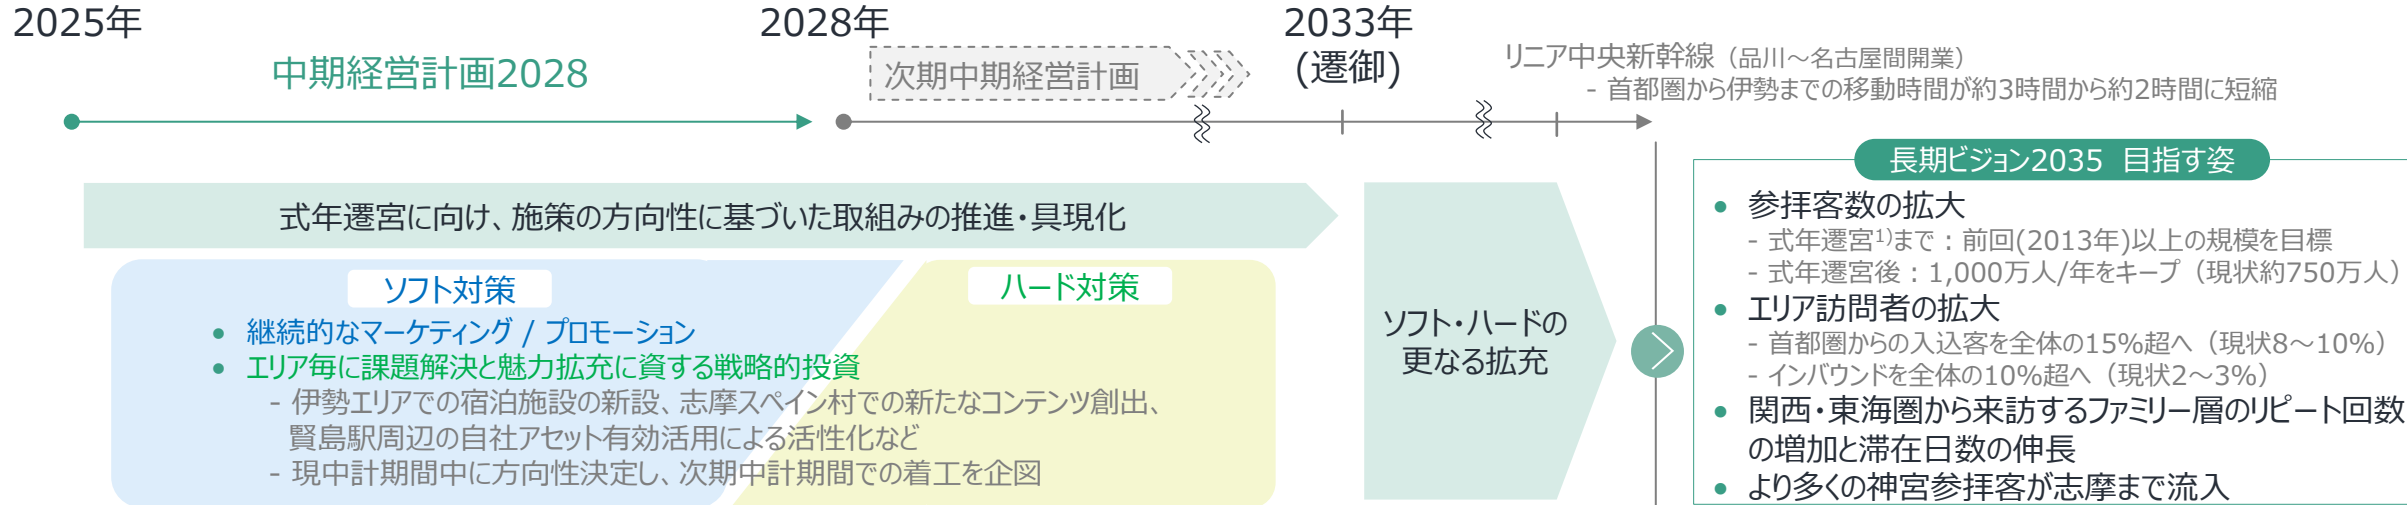 2025年
2028年
2033年
(遷御)
中期経営計画2028
次期中期経営計画
リニア中央新幹線（品川～名古屋間開業）
- 首都圏から伊勢までの移動時間が約3時間から約2時間に短縮
式年遷宮に向け、施策の方向性に基づいた取組みの推進・具現化
ソフト対策
ハード対策
• 継続的なマーケティング / プロモーション
• エリア毎に課題解決と魅力拡充に資する戦略的投資
- 伊勢エリアでの宿泊施設の新設、志摩スペイン村での新たなコンテンツ創出、
賢島駅周辺の自社アセット有効活用による活性化など
- 現中計期間中に方向性決定し、次期中計期間での着工を企図
ソフト・ハードの
更なる拡充
長期ビジョン2035 目指す姿
• 参拝客数の拡大
- 式年遷宮1)まで：前回(2013年)以上の規模を目標
- 式年遷宮後：1,000万人/年をキープ（現状約750万人）
• エリア訪問者の拡大
- 首都圏からの入込客を全体の15%超へ（現状8～10%）
- インバウンドを全体の10%超へ（現状2～3%）
• 関西・東海圏から来訪するファミリー層のリピート回数
の増加と滞在日数の伸長
• より多くの神宮参拝客が志摩まで流入